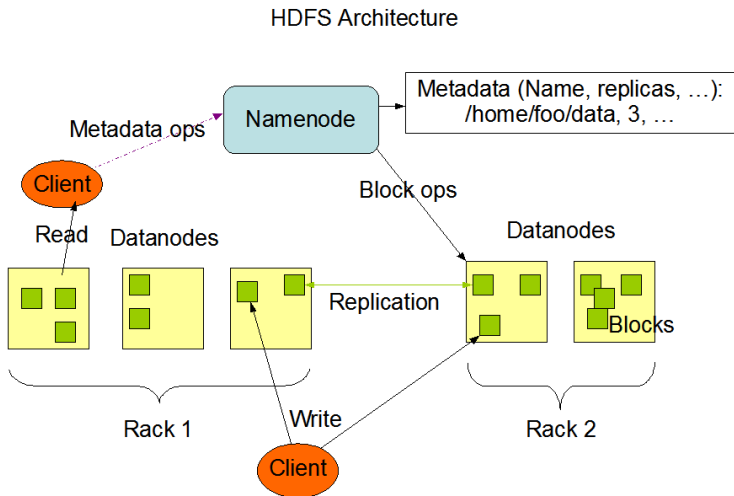 HDFS Architecture
Metadata (Name, replicas, …):
/home/foo/data, 3, …
Namenode
Metadata ops
Client
Block ops
Read
Datanodes
Datanodes
Replication
Blocks
Rack 1
Write
Rack 2
Client